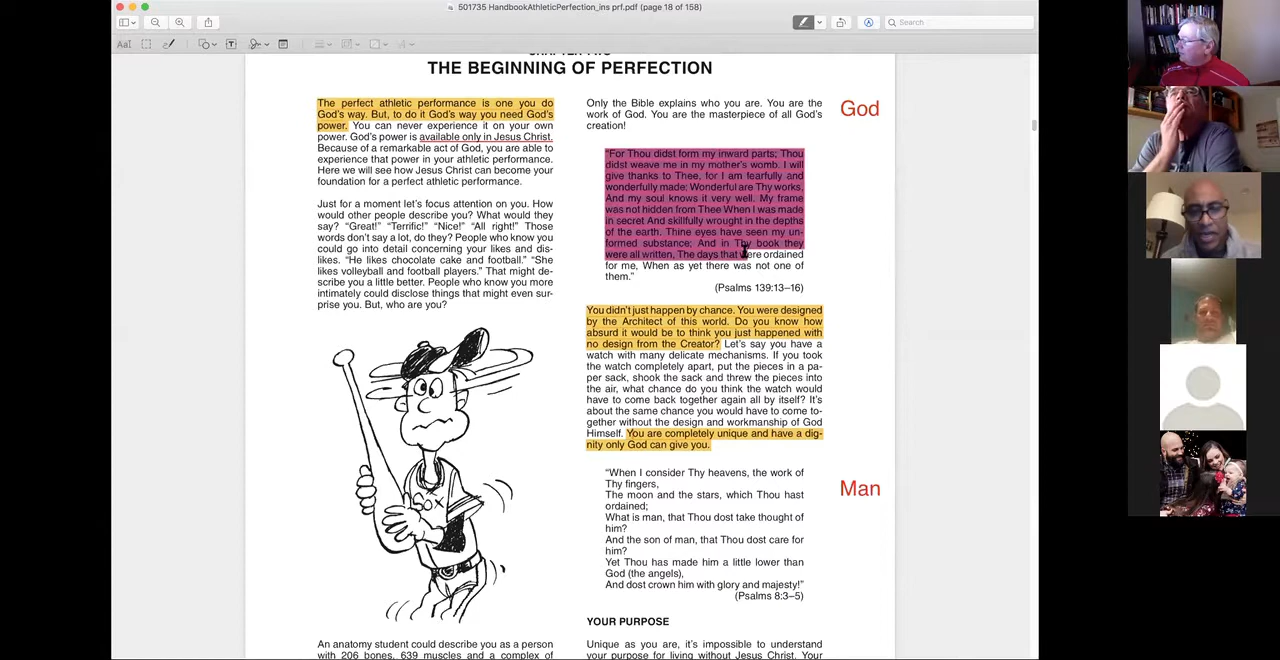 601735 HandbookAthleticPerfection_ins prf.pdf (page 18 of 158)
Search
AaI
THE BEGINNING OF PERFECTION
The perfect athletic performance is one you do
God's way. But, to do it God's way you need God's
power. You can never experience it on your own
power. God's power is available only in Jesus Christ.
Because of a remarkable act of God, you are able to
experience that power in your athletic performance.
Here we will see how Jesus Christ can become your
foundation for a perfect athletic performance.
Just for a moment let's focus attention on you. How
would other people describe you? What would they
say? "Great!" "Terrific!" "Nice!" "All right!" Those
words don't say a lot, do they? People who know you
could go into detail concerning your likes and dis-
likes. "He likes chocolate cake and football." "She
likes volleyball and football players." That might de-
scribe you a little better. People who know you more
intimately could disclose things that might even sur-
prise you. But, who are you?
SOX
An anatomy student could describe you as a person
with 206 bones, 639 muscles and a complex of
Only the Bible explains who you are. You are the
work of God. You are the masterpiece of all God's
creation!
God
"For Thou didst form my inward parts; Thou
didst weave me in my mother's womb. I will
give thanks to Thee, for I am fearfully and
wonderfully made; Wonderful are Thy works,
And my soul knows it very well. My frame
was not hidden from Thee When I was made
in secret And skillfully wrought in the depths
of the earth. Thine eyes have seen my un-
formed substance; And in Thy book they
were all written, The days that were ordained
for me, When as yet there was not one of
them."
(Psalms 139:13–16)
You didn't just happen by chance. You were designed
by the Architect of this world. Do you know how
absurd it would be to think you just happened with
no design from the Creator? Let's say you have a
watch with many delicate mechanisms. If you took
the watch completely apart, put the pieces in a pa-
per sack, shook the sack and threw the pieces into
the air, what chance do you think the watch would
have to come back together again all by itself? It's
about the same chance you would have to come to-
gether without the design and workmanship of God
Himself. You are completely unique and have a dig-
nity only God can give you.
"When I consider Thy heavens, the work of
Thy fingers,
Man
The moon and the stars, which Thou hast
ordained;
What is man, that Thou dost take thought of
him?
And the son of man, that Thou dost care for
him?
Yet Thou has made him a little lower than
God (the angels),
And dost crown him with glory and majesty!"
(Psalms 8:3–5)
YOUR PURPOSE
Unique as you are, it's impossible to understand
your purpose for living without Jesus Christ. Your